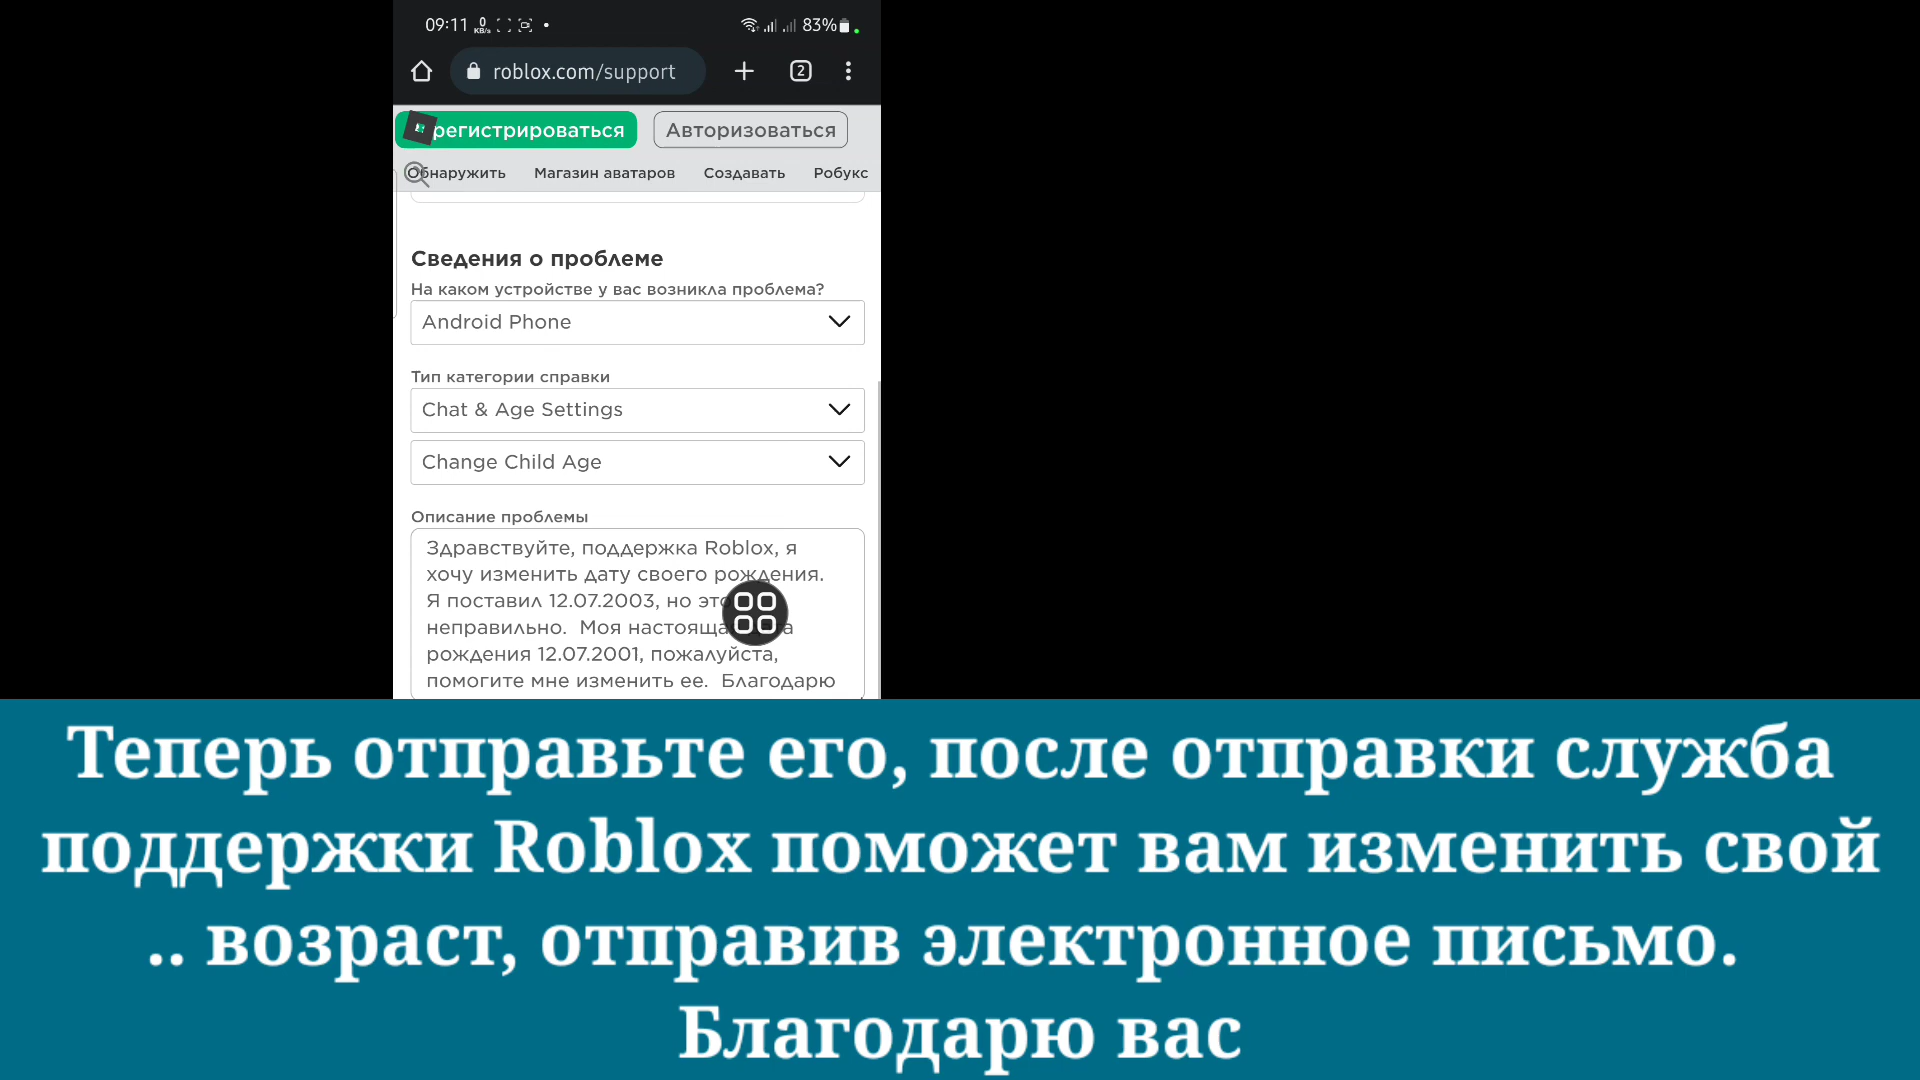 09:11 0 KB/s 83%
roblox.com/support 2
регистрироваться Авторизоваться
Обнаружить Магазин аватаров Создавать Робукс
Сведения о проблеме
На каком устройстве у вас возникла проблема?
Android Phone
Тип категории справки
Chat & Age Settings
Change Child Age
Описание проблемы
Здравствуйте, поддержка Roblox, я
хочу изменить дату своего рождения.
Я поставил 12.07.2003, но это
неправильно. Моя настоящая
рождения 12.07.2001, пожалуйста,
помогите мне изменить ее. Благодарю
Теперь отправьте его, после отправки служба
поддержки Roblox поможет вам изменить свой
.. возраст, отправив электронное письмо.
Благодарю вас